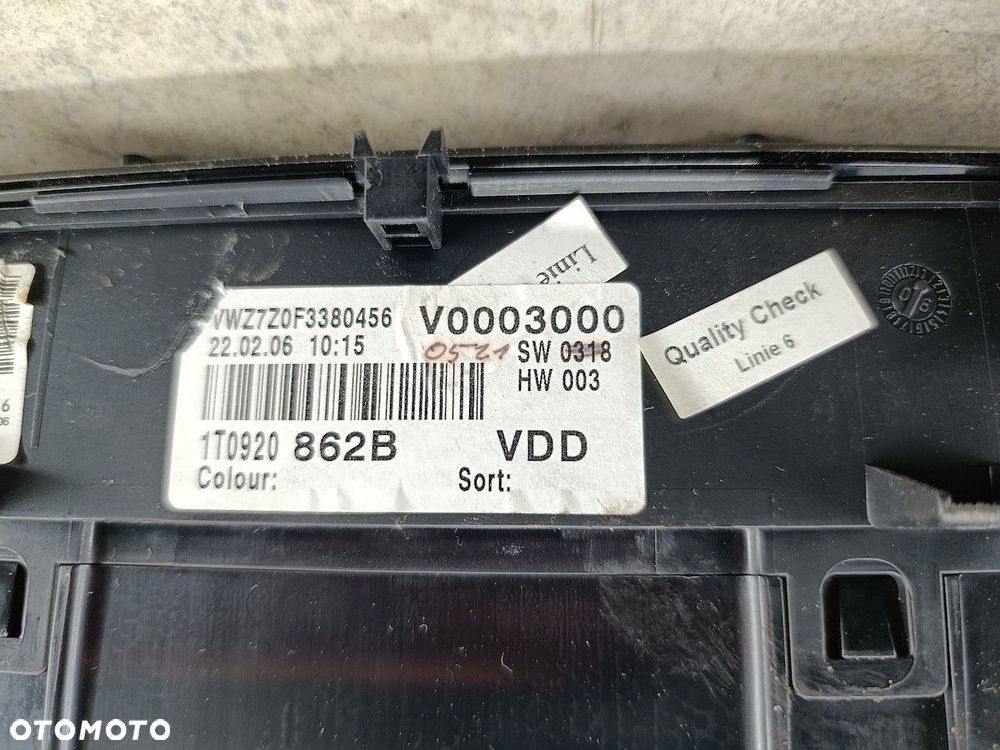 Linie
VWZ7Z0F3380456 V0003000
22.02.06 10:15 0521 SW 0318
HW 003
1T0920 862B VDD
Colour: Sort:
Quality Check
Linie 6
06
OTOMOTO